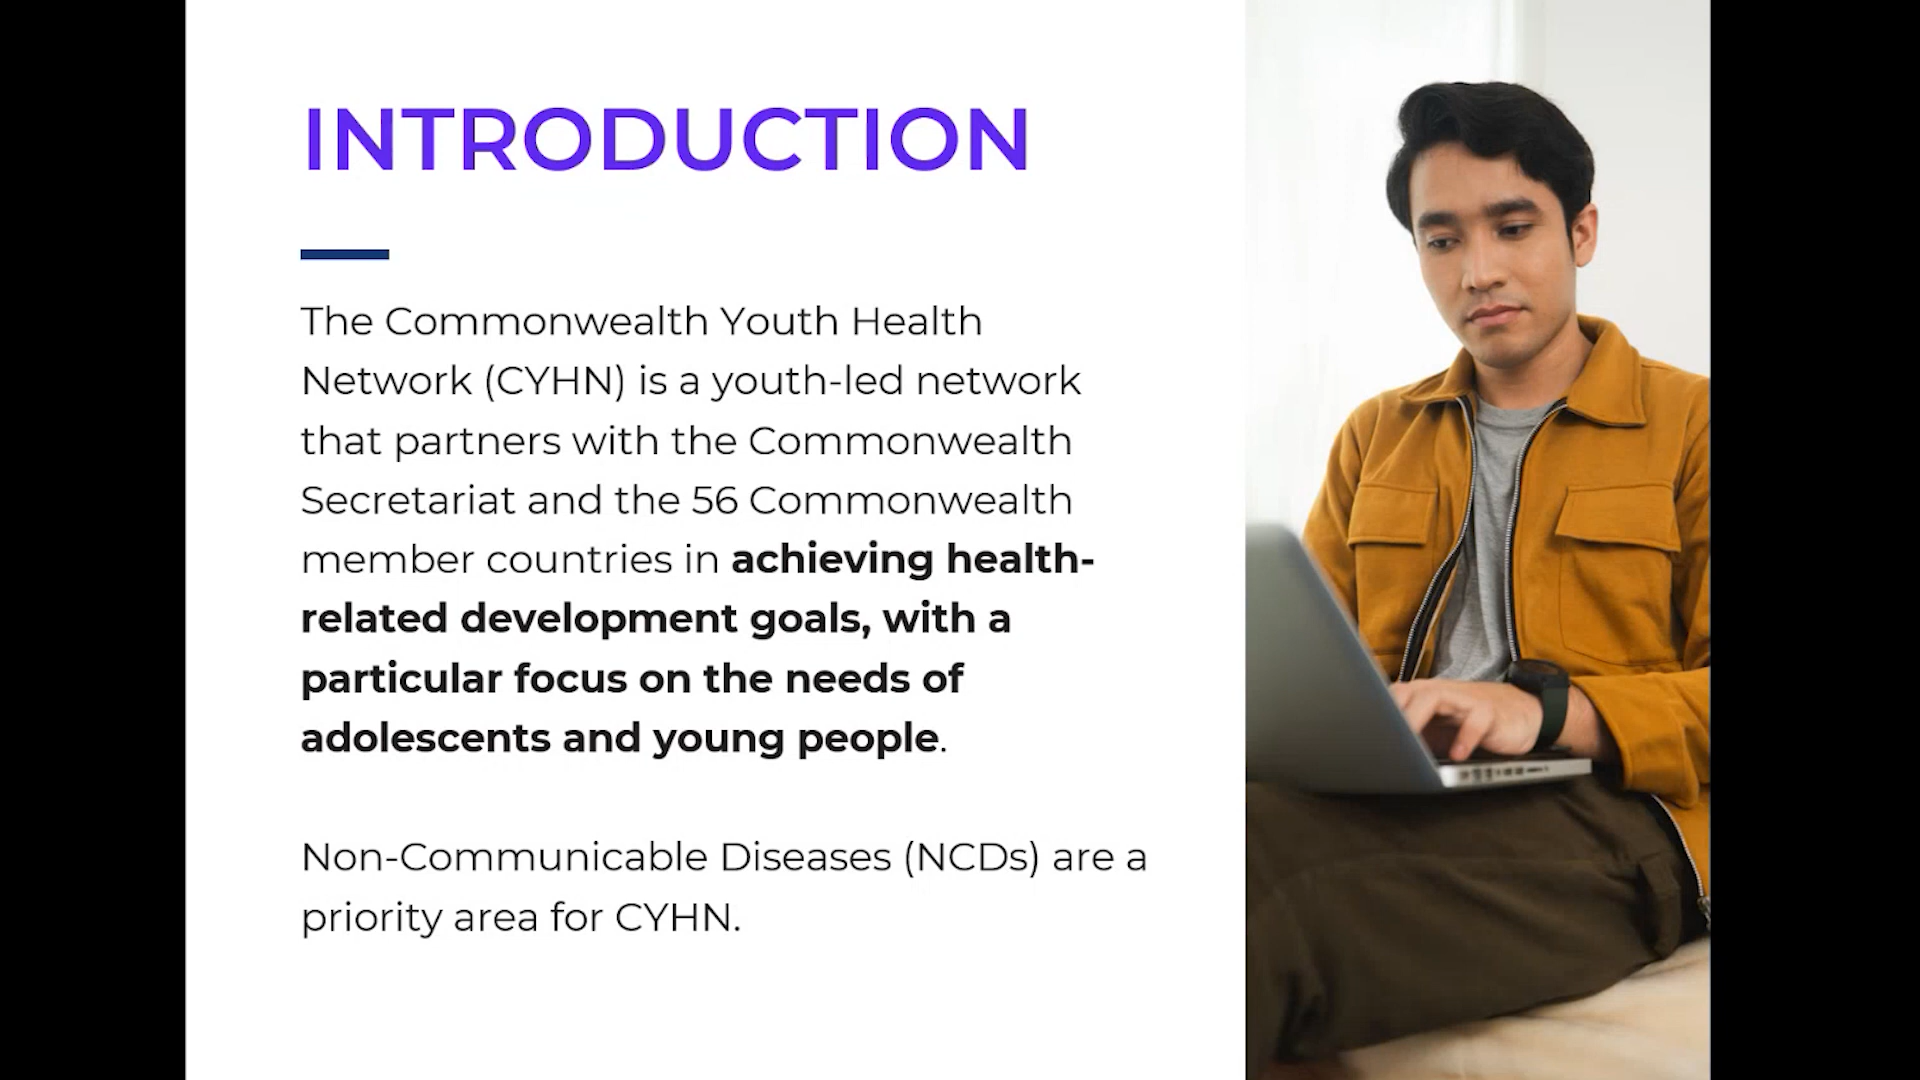 INTRODUCTION
The Commonwealth Youth Health
Network (CYHN) is a youth-led network
that partners with the Commonwealth
Secretariat and the 56 Commonwealth
member countries in achieving health-
related development goals, with a
particular focus on the needs of
adolescents and young people.
Non-Communicable Diseases (NCDs) are a
priority area for CYHN.